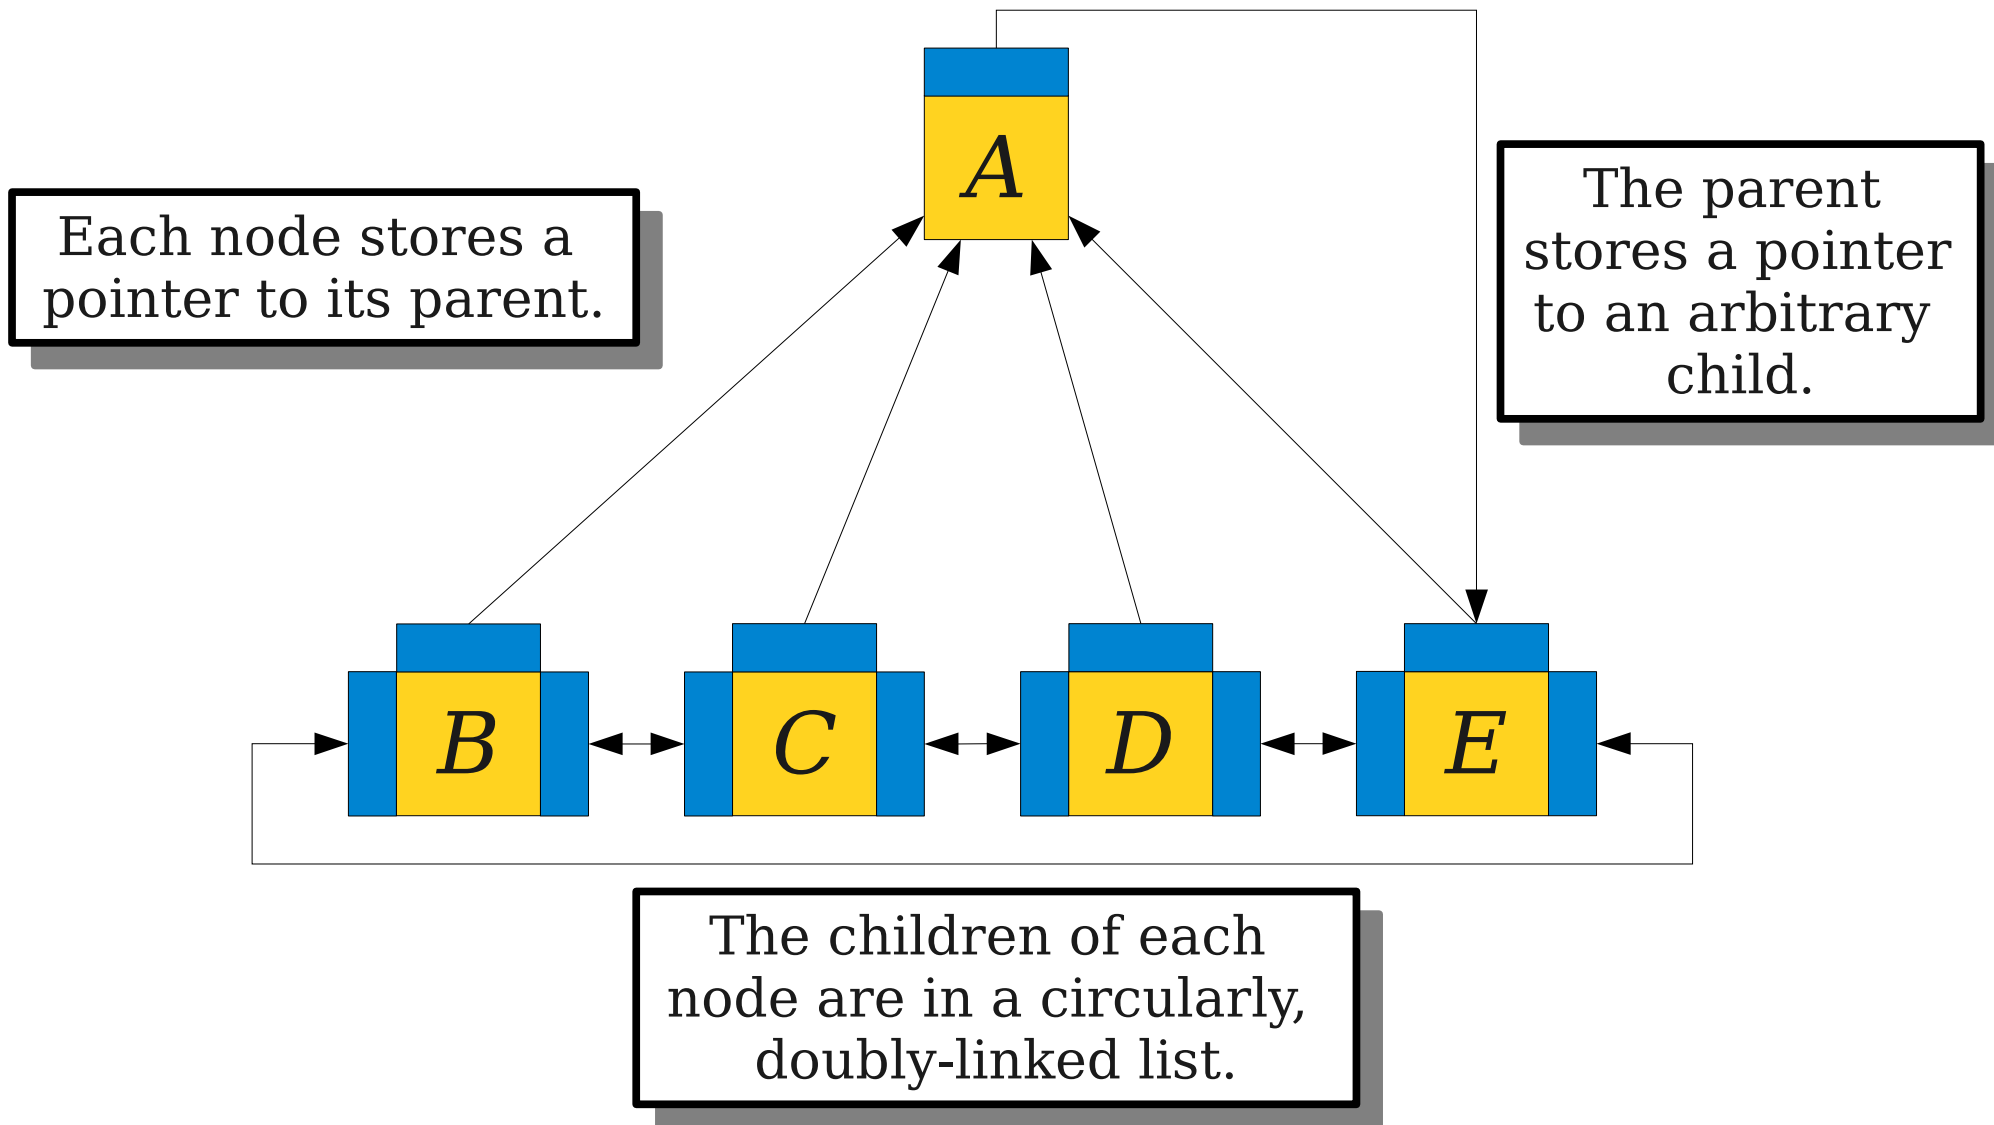 A
Each node stores a
pointer to its parent.
The parent
stores a pointer
to an arbitrary
child.
B
C
D
E
The children of each
node are in a circularly,
doubly-linked list.